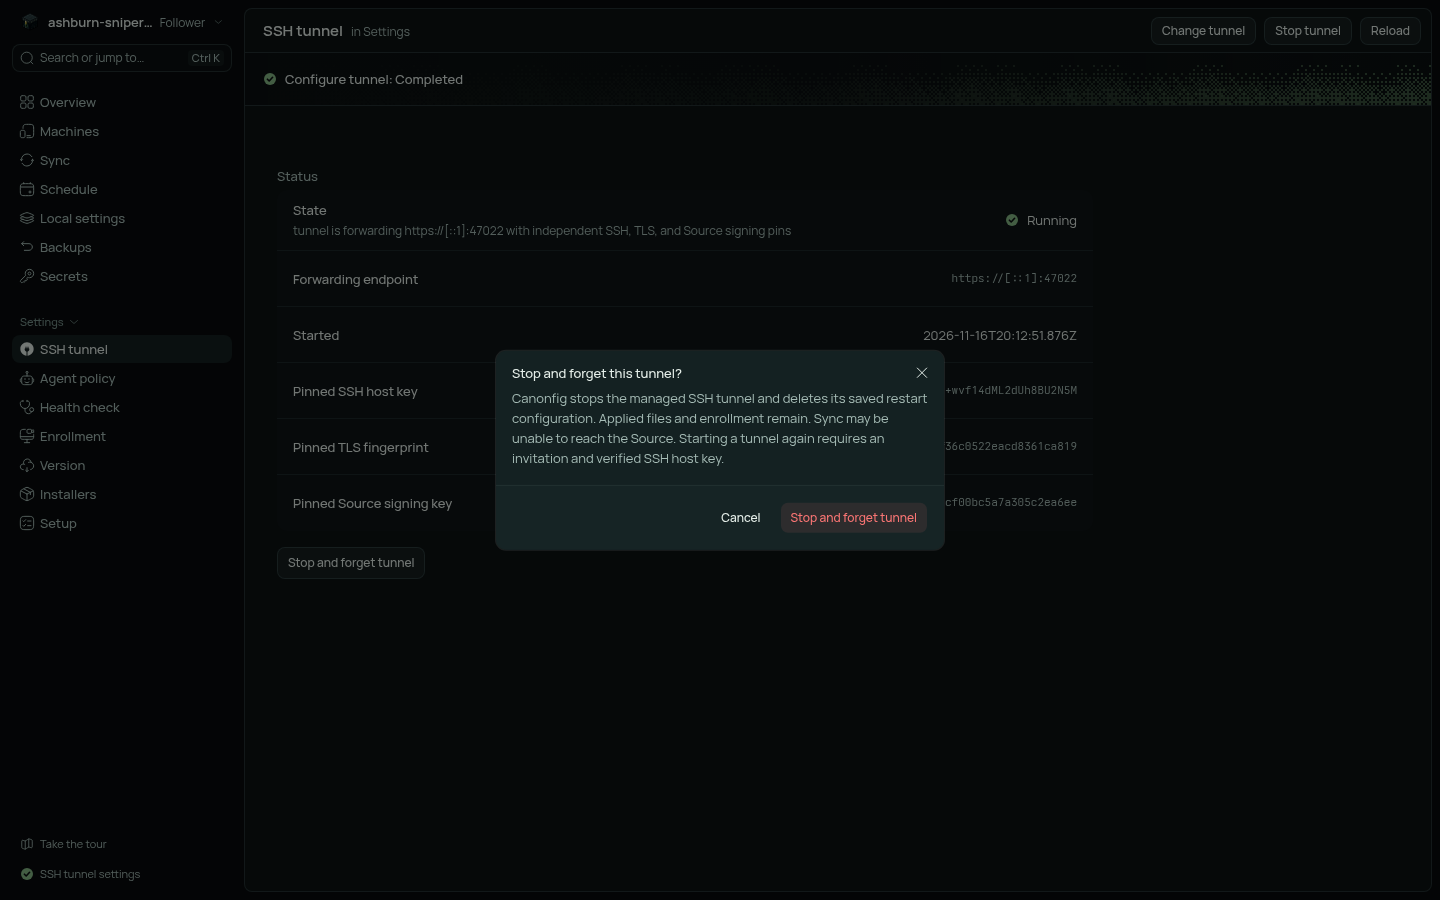 ashburn-sniper... Follower
Search or jump to... Ctrl K
Overview
Machines
Sync
Schedule
Local settings
Backups
Secrets
Settings
SSH tunnel
Agent policy
Health check
Enrollment
Version
Installers
Setup
Take the tour
SSH tunnel settings
SSH tunnel in Settings
Change tunnel
Stop tunnel
Reload
Configure tunnel: Completed
Status
State
tunnel is forwarding https://[::1]:47022 with independent SSH, TLS, and Source signing pins
Running
Forwarding endpoint https://[::1]:47022
Started 2026-11-16T20:12:51.876Z
Pinned SSH host key +wvf14dML2dUh8BU2N5M
Pinned TLS fingerprint 36c0522eacd8361ca819
Pinned Source signing key cf00bc5a7a305c2ea6ee
Stop and forget tunnel
Stop and forget this tunnel?
Canonfig stops the managed SSH tunnel and deletes its saved restart
configuration. Applied files and enrollment remain. Sync may be
unable to reach the Source. Starting a tunnel again requires an
invitation and verified SSH host key.
Cancel
Stop and forget tunnel